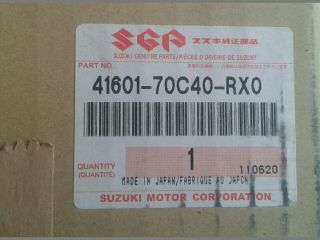 SGP スズキ純正部品
SUZUKI GENUINE PARTS/PIÈCES D'ORIGINE DE SUZUKI
PART NO
41601-70C40-RX0
QUANTITY
(QUANTITÉ)
1
110620
MADE IN JAPAN/FABRIQUE AU JAPON
SUZUKI MOTOR CORPORATION